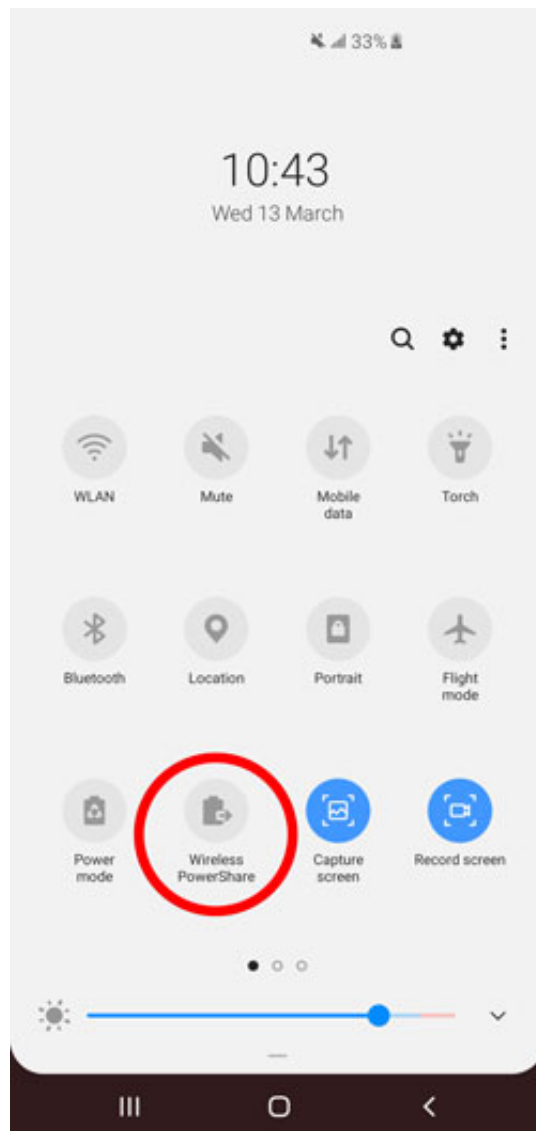 33%
10:43
Wed 13 March
WLAN
Mute
Mobile
data
Torch
Bluetooth
Location
Portrait
Flight
mode
Power
mode
Wireless
PowerShare
Capture
screen
Record screen